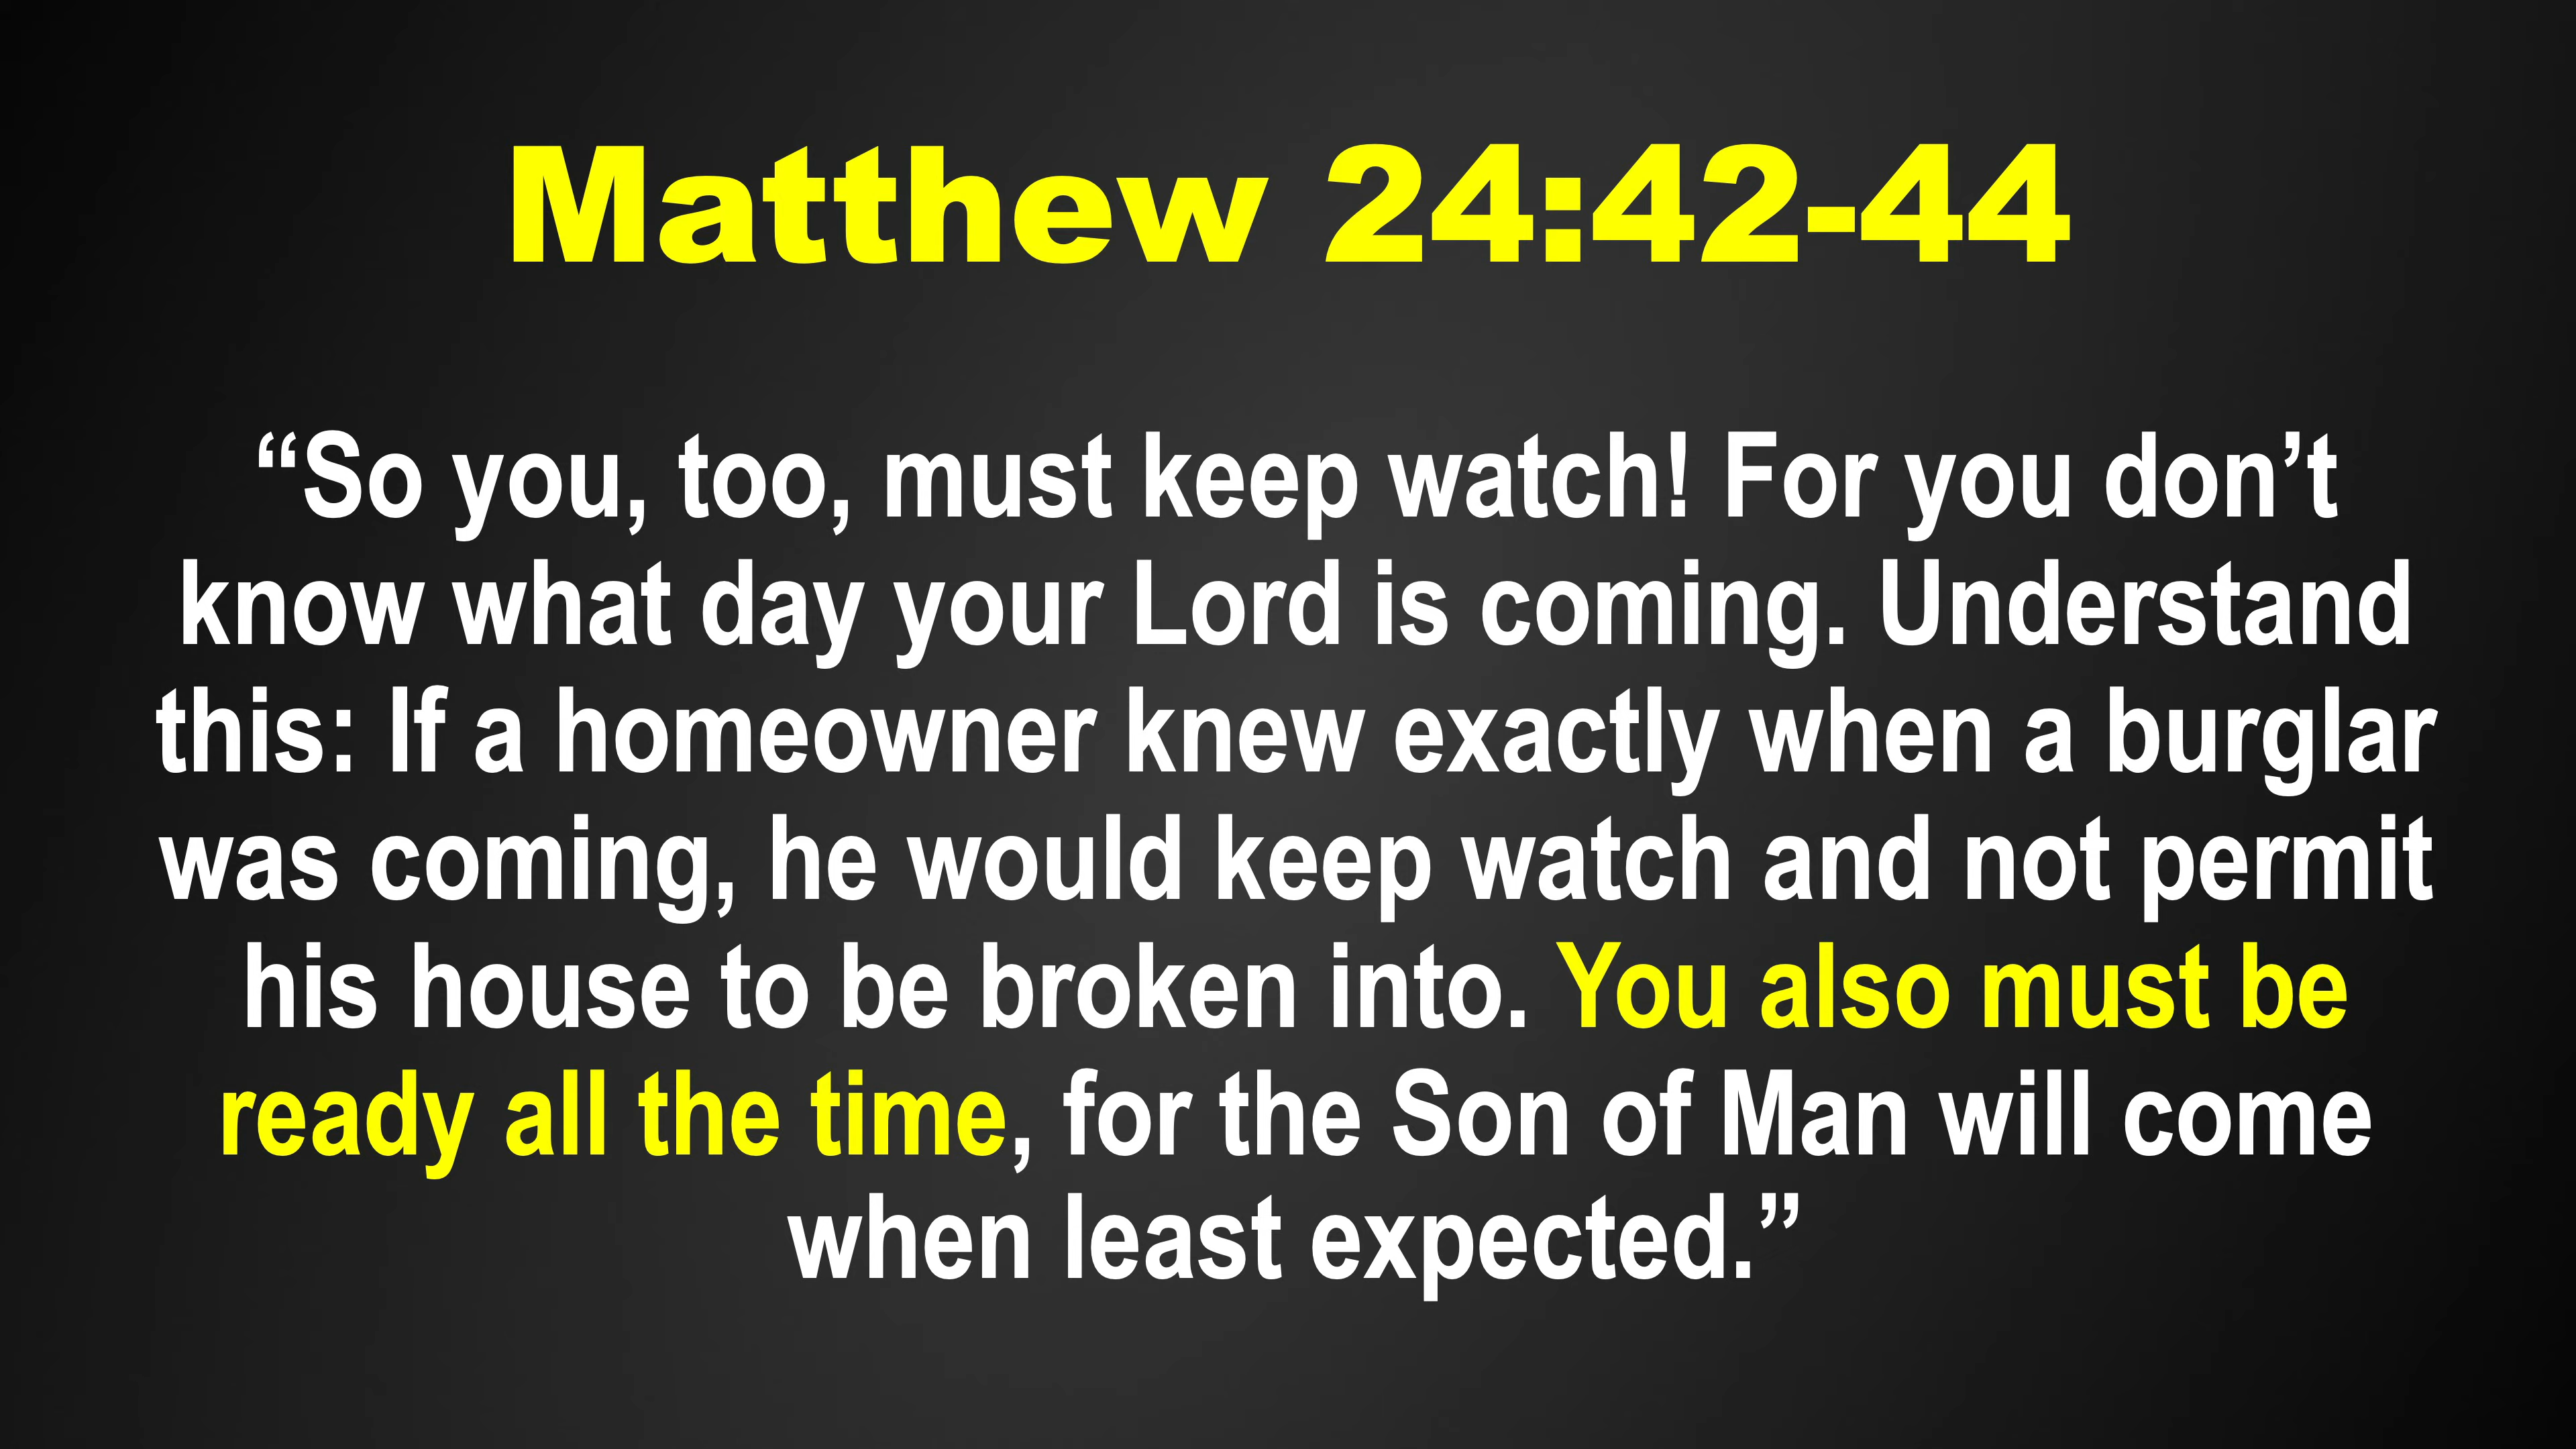 Matthew 24:42-44
“So you, too, must keep watch! For you don’t
know what day your Lord is coming. Understand
this: If a homeowner knew exactly when a burglar
was coming, he would keep watch and not permit
his house to be broken into. You also must be
ready all the time, for the Son of Man will come
when least expected.”